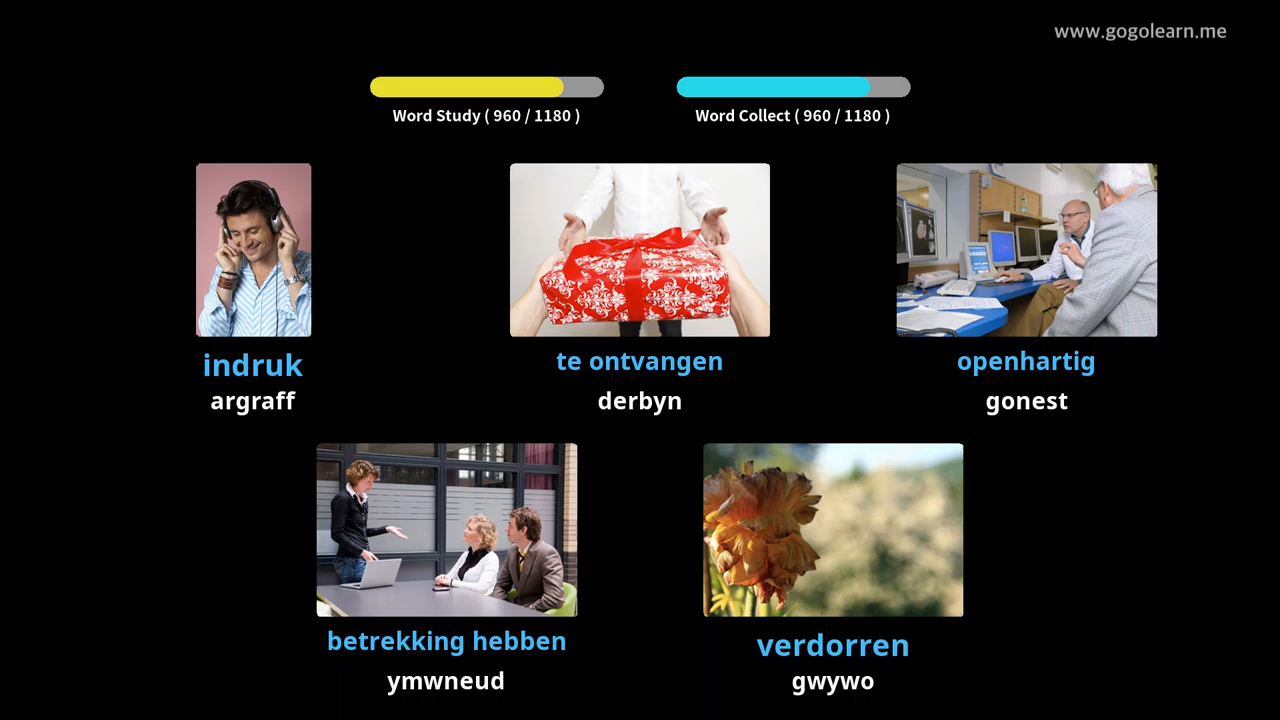 www.gogolearn.me
Word Study ( 960 / 1180 )
Word Collect ( 960 / 1180 )
indruk
argraff
te ontvangen
derbyn
openhartig
gonest
betrekking hebben
ymwneud
verdorren
gwywo